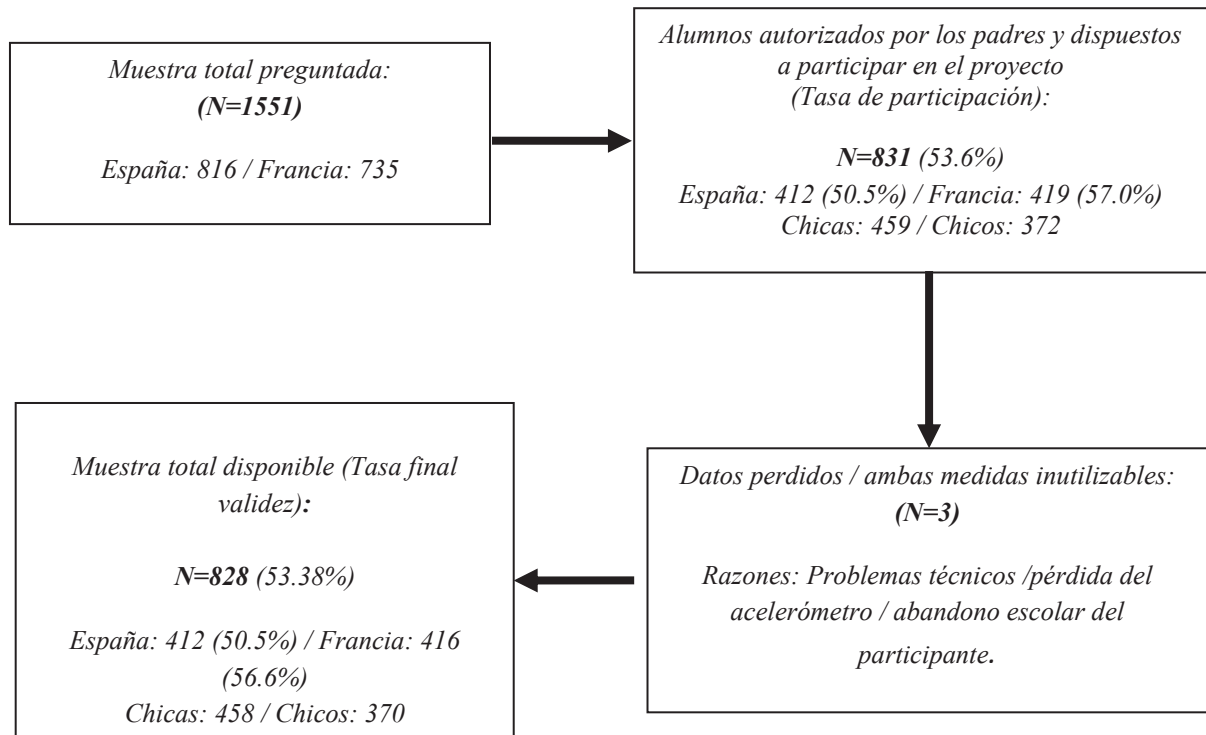 Muestra total preguntada:
(N=1551)
España: 816 / Francia: 735
Alumnos autorizados por los padres y dispuestos
a participar en el proyecto
(Tasa de participación):
N=831 (53.6%)
España: 412 (50.5%) / Francia: 419 (57.0%)
Chicas: 459 / Chicos: 372
Datos perdidos / ambas medidas inutilizables:
(N=3)
Razones: Problemas técnicos /pérdida del
acelerómetro / abandono escolar del
participante.
Muestra total disponible (Tasa final
validez):
N=828 (53.38%)
España: 412 (50.5%) / Francia: 416
(56.6%)
Chicas: 458 / Chicos: 370